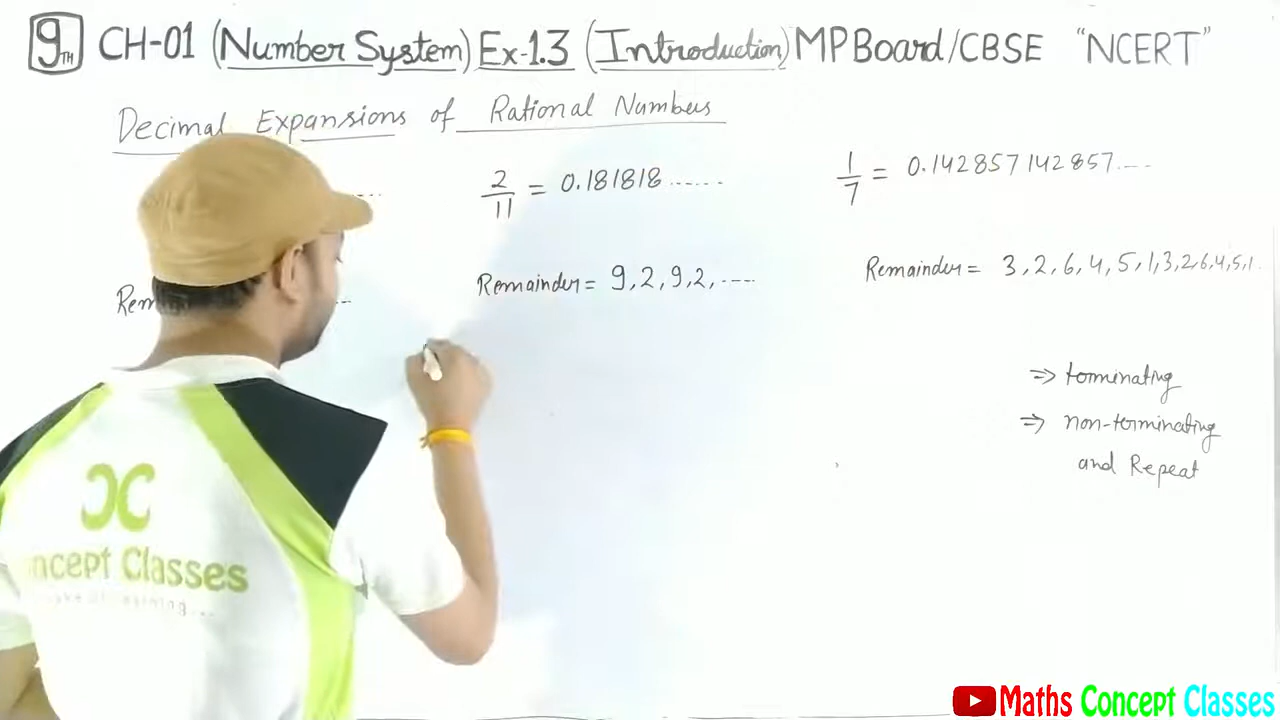 9TH CH-01 (Number System) Ex-1.3 (Introduction) MP Board/CBSE "NCERT"
Decimal Expansions of Rational Numbers
2/11 = 0.181818......
1/7 = 0.142857142857.....
Remainder = 9,2,9,2, .....
Remainder = 3,2,6,4,5,1,3,2,6,4,5,1.
⇒ terminating
⇒ non-terminating
and Repeat
Concept Classes
Maths Concept Classes